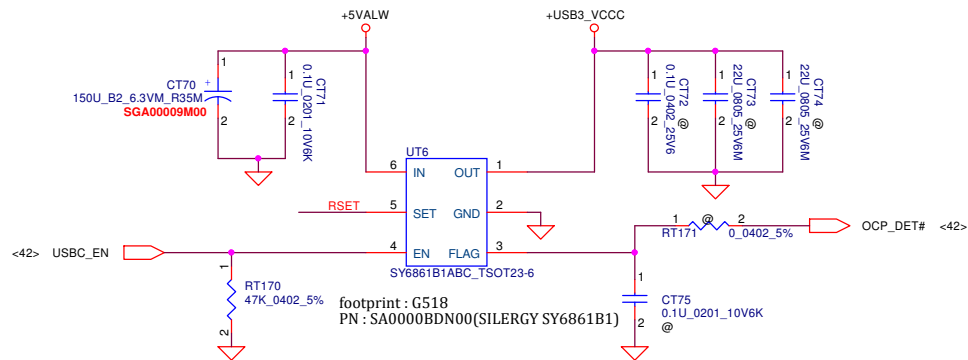 +5VALW
+USB3_VCCC
1
CT70
+
150U_B2_6.3VM_R35M
SGA00009M00
2
1
CT71
0.1U_0201_10V6K
2
1
CT72
0.1U_0402_25V6
2
@
1
CT73
22U_0805_25V6M
2
@
1
CT74
22U_0805_25V6M
2
@
UT6
6
IN
OUT
1
RSET
5
SET
GND
2
<42>
USBC_EN
4
EN
FLAG
3
SY6861B1ABC_TSOT23-6
1
@
2
RT171
0_0402_5%
OCP_DET#
<42>
1
RT170
47K_0402_5%
2
footprint : G518
PN : SA0000BDN00(SILERGY SY6861B1)
1
CT75
0.1U_0201_10V6K
2
@